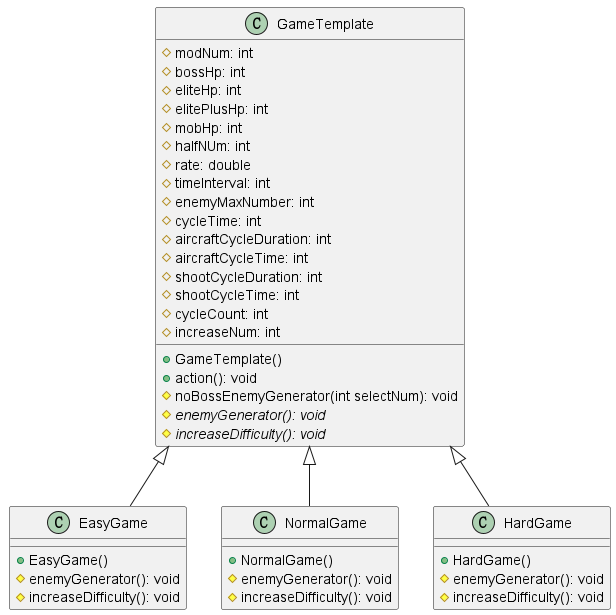 C GameTemplate
modNum: int
bossHp: int
eliteHp: int
elitePlusHp: int
mobHp: int
halfNUm: int
rate: double
timeInterval: int
enemyMaxNumber: int
cycleTime: int
aircraftCycleDuration: int
aircraftCycleTime: int
shootCycleDuration: int
shootCycleTime: int
cycleCount: int
increaseNum: int
GameTemplate()
action(): void
noBossEnemyGenerator(int selectNum): void
enemyGenerator(): void
increaseDifficulty(): void
C EasyGame
EasyGame()
enemyGenerator(): void
increaseDifficulty(): void
C NormalGame
NormalGame()
enemyGenerator(): void
increaseDifficulty(): void
C HardGame
HardGame()
enemyGenerator(): void
increaseDifficulty(): void